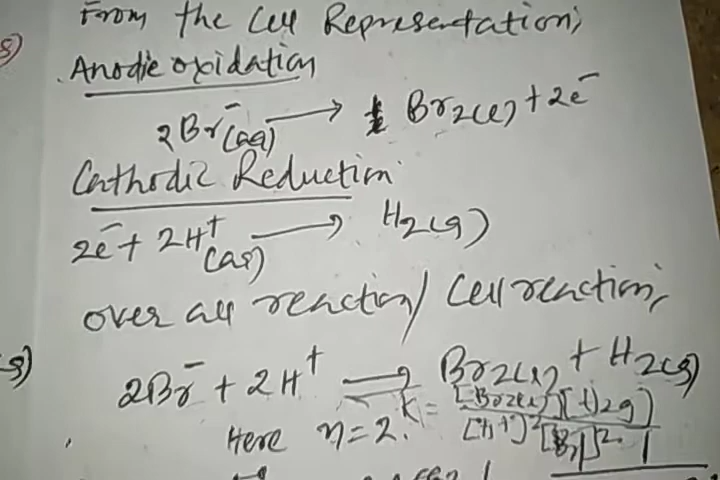 From the Cell Representation,
Anodic oxidation
2Br⁻(aq) ⟶ Br2(l) + 2e⁻
Cathodic Reduction
2e⁻ + 2H⁺(aq) ⟶ H2(g)
over all reaction/ Cell reaction,
2Br⁻ + 2H⁺ ⇌ Br2(l) + H2(g)
Here n=2. K = [Br2(l)][H2g)] / [H⁺]²[Br]²